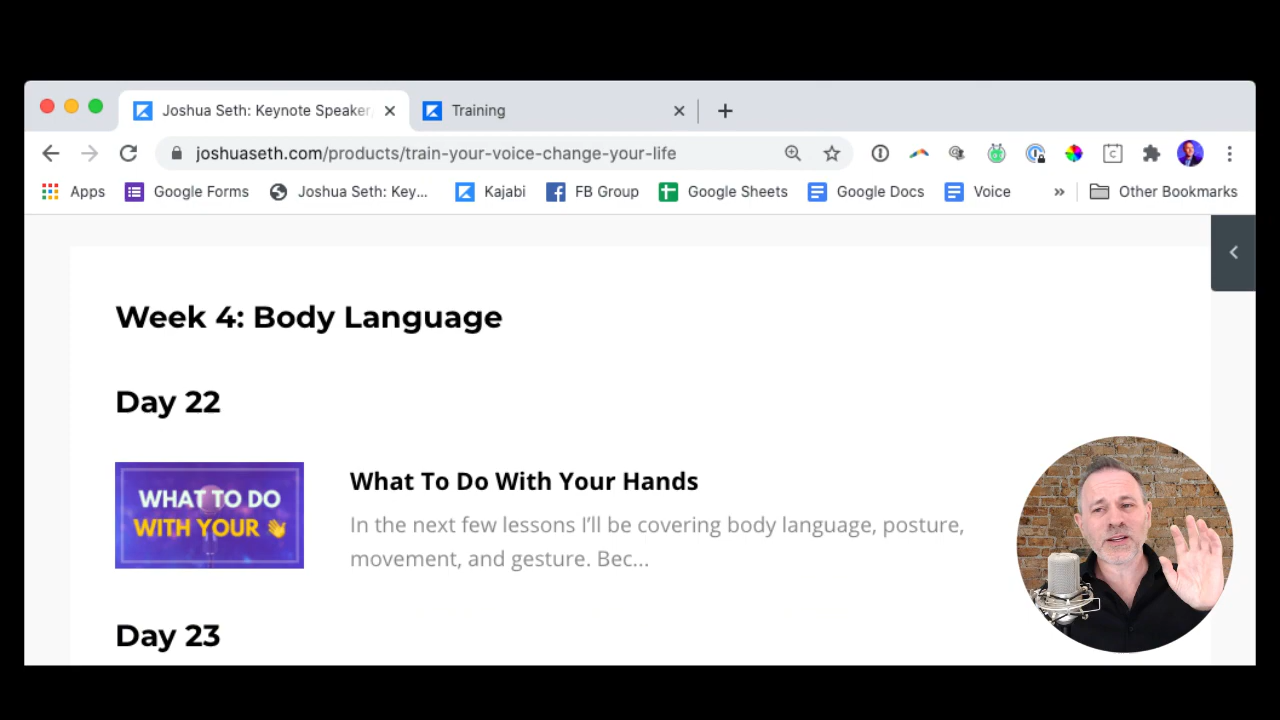 Joshua Seth: Keynote Speaker
Training
joshuaseth.com/products/train-your-voice-change-your-life
Apps
Google Forms
Joshua Seth: Key...
Kajabi
FB Group
Google Sheets
Google Docs
Voice
Other Bookmarks
Week 4: Body Language
Day 22
WHAT TO DO
WITH YOUR 👋
What To Do With Your Hands
In the next few lessons I’ll be covering body language, posture,
movement, and gesture. Bec...
Day 23